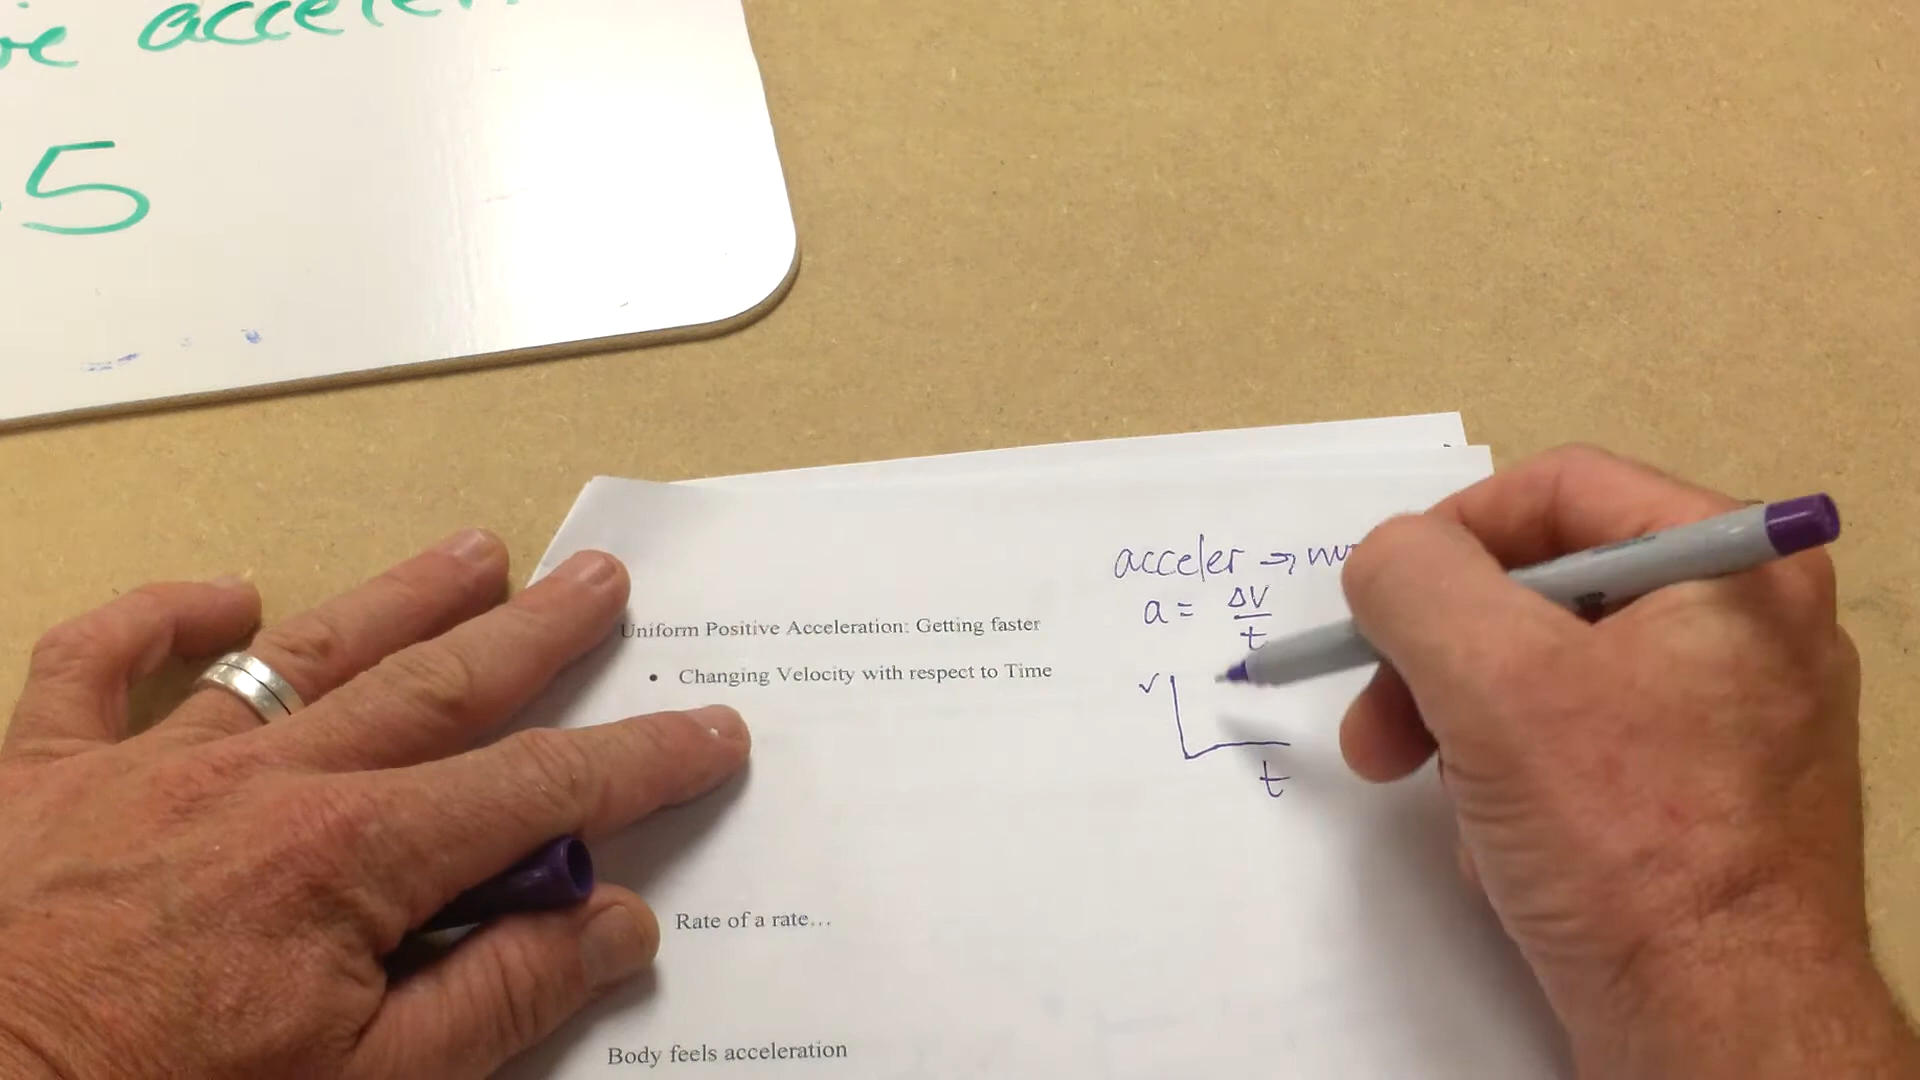 5
acceler →
a = ΔV
t
Uniform Positive Acceleration: Getting faster
• Changing Velocity with respect to Time
v
t
Rate of a rate...
Body feels acceleration